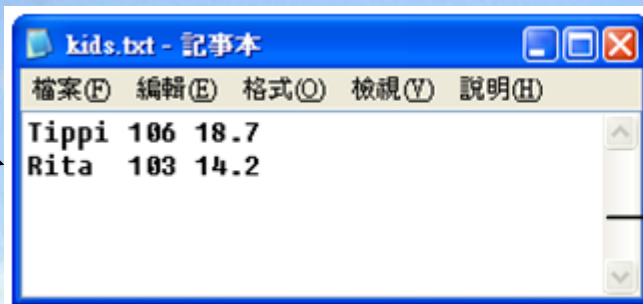 kids.txt - 記事本
檔案(F) 編輯(E) 格式(O) 檢視(V) 說明(H)
Tippi 106 18.7
Rita 103 14.2